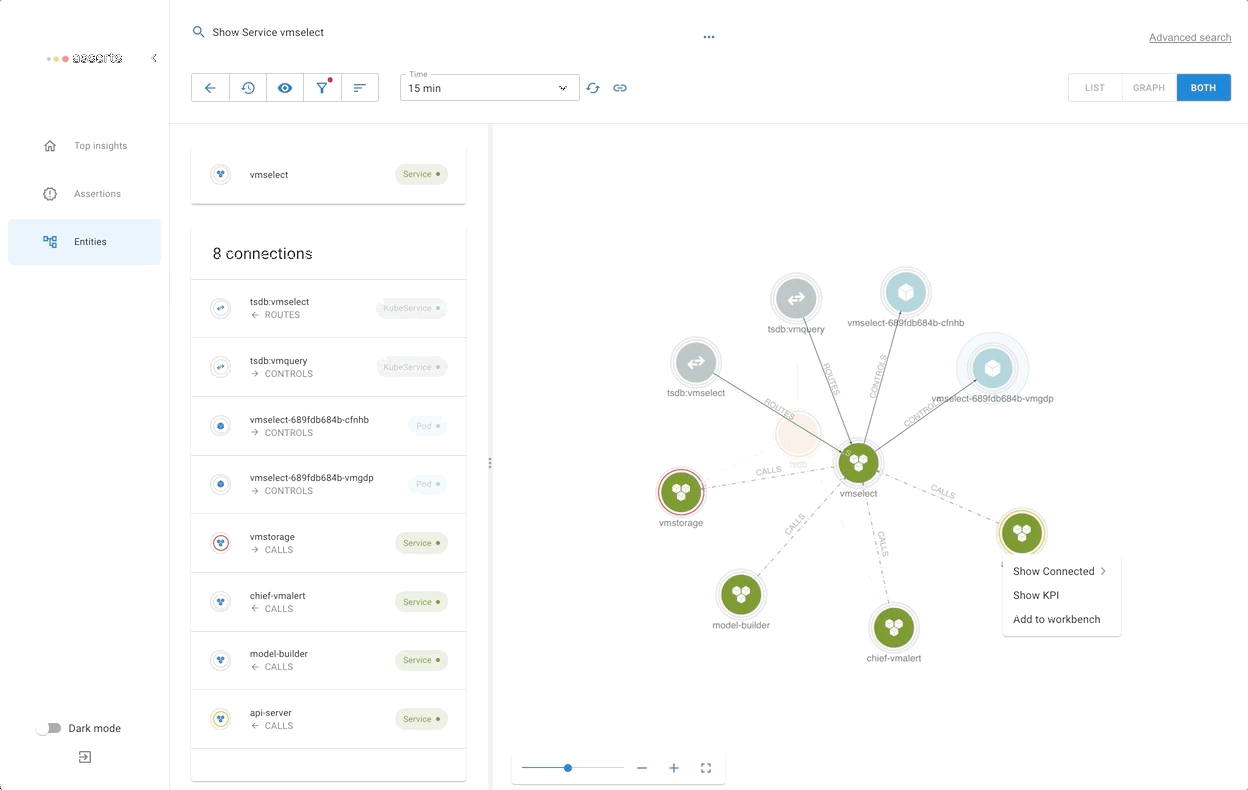 Show Service vmselect
...
Advanced search
asserts
Time
15 min
LIST GRAPH BOTH
Top insights
Assertions
Entities
Dark mode
vmselect Service
8 connections
tsdb:vmselect
ROUTES
KubeService
tsdb:vmquery
CONTROLS
KubeService
vmselect-689fdb684b-cfnhb
CONTROLS
Pod
vmselect-689fdb684b-vmgdp
CONTROLS
Pod
vmstorage
CALLS
Service
chief-vmalert
CALLS
Service
model-builder
CALLS
Service
api-server
CALLS
Service
tsdb:vmquery
vmselect-689fdb684b-cfnhb
tsdb:vmselect
vmselect-689fdb684b-vmgdp
ROUTES
CONTROLS
ROUTES
CONTROLS
tsdb
vmselect
CALLS
CALLS
CALLS
CALLS
vmstorage
model-builder
chief-vmalert
Show Connected
Show KPI
Add to workbench